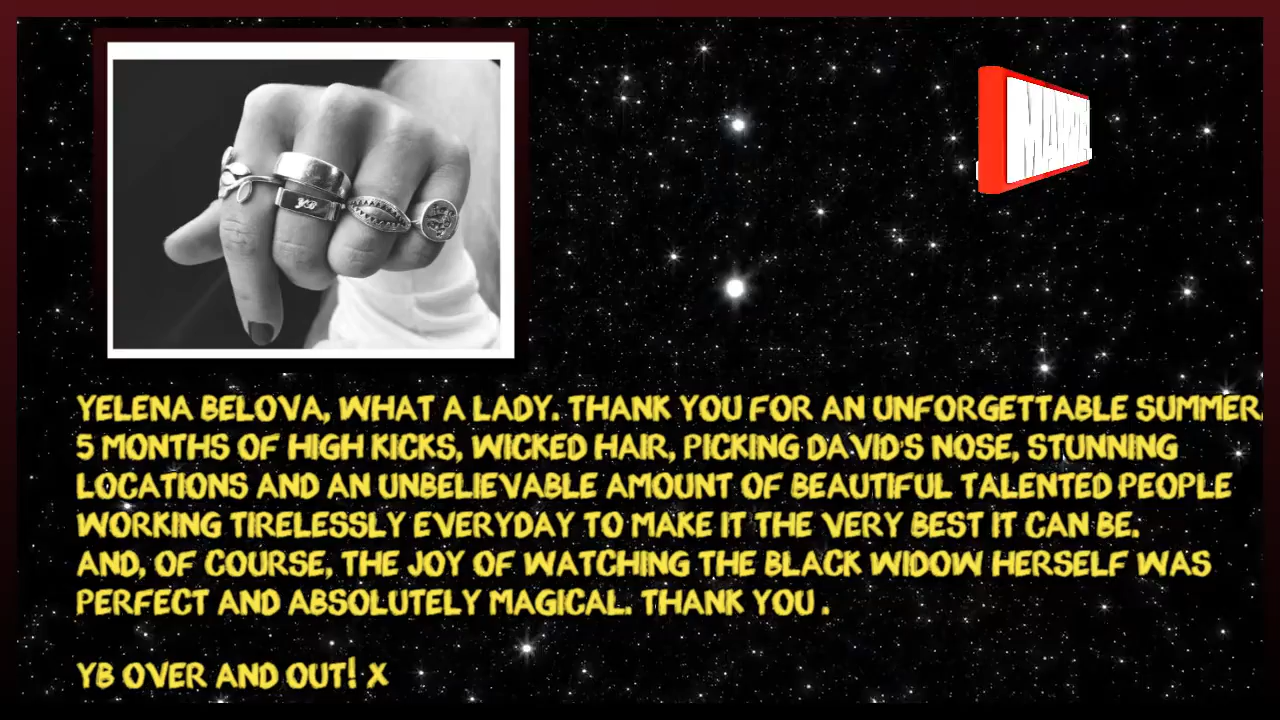 YB
YELENA BELOVA, WHAT A LADY. THANK YOU FOR AN UNFORGETTABLE SUMMER.
5 MONTHS OF HIGH KICKS, WICKED HAIR, PICKING DAVID'S NOSE, STUNNING
LOCATIONS AND AN UNBELIEVABLE AMOUNT OF BEAUTIFUL TALENTED PEOPLE
WORKING TIRELESSLY EVERYDAY TO MAKE IT THE VERY BEST IT CAN BE.
AND, OF COURSE, THE JOY OF WATCHING THE BLACK WIDOW HERSELF WAS
PERFECT AND ABSOLUTELY MAGICAL. THANK YOU .
YB OVER AND OUT! X